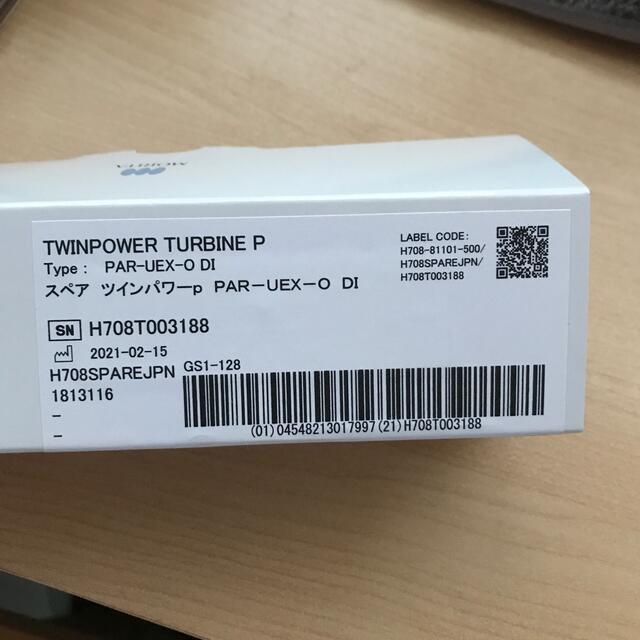 MORITA
TWINPOWER TURBINE P
Type : PAR-UEX-O DI
スペア ツインパワーp PAR-UEX-O DI
LABEL CODE:
H708-81101-500/
H708SPAREJPN/
H708T003188
SN H708T003188
2021-02-15
H708SPAREJPN GS1-128
1813116
-
-
(01)04548213017997(21)H708T003188